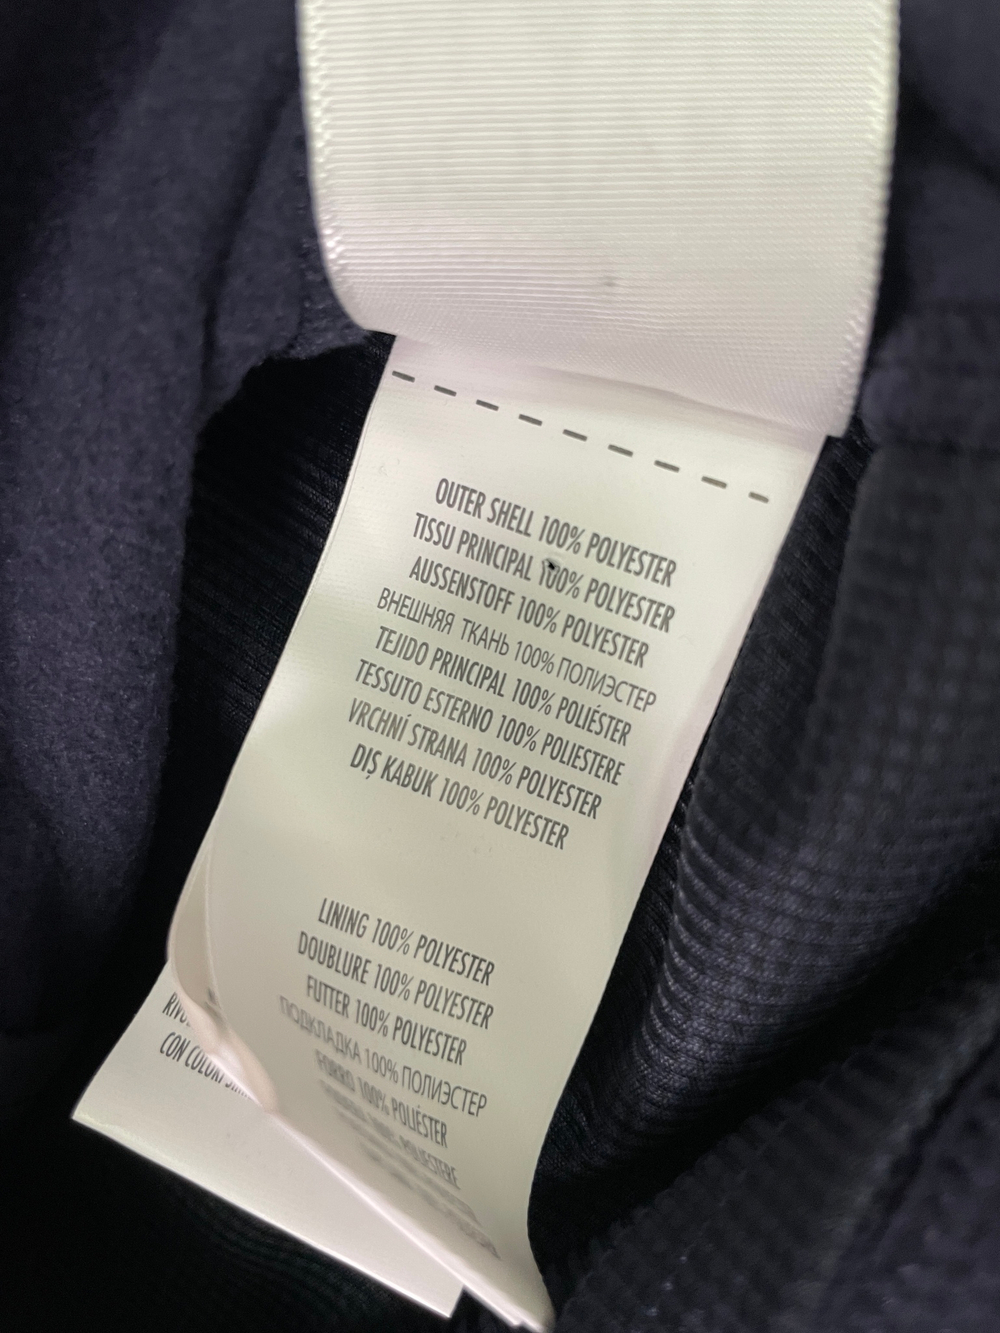 OUTER SHELL 100% POLYESTER
TISSU PRINCIPAL 100% POLYESTER
AUSSENSTOFF 100% POLYESTER
ВНЕШНЯЯ ТКАНЬ 100% ПОЛИЭСТЕР
TEJIDO PRINCIPAL 100% POLIÉSTER
TESSUTO ESTERNO 100% POLIESTERE
VRCHNÍ STRANA 100% POLYESTER
DIŞ KABUK 100% POLYESTER
LINING 100% POLYESTER
DOUBLURE 100% POLYESTER
FUTTER 100% POLYESTER
ПОДКЛАДКА 100% ПОЛИЭСТЕР
FORRO 100% POLIÉSTER
POLIESTERE
CON COLORI